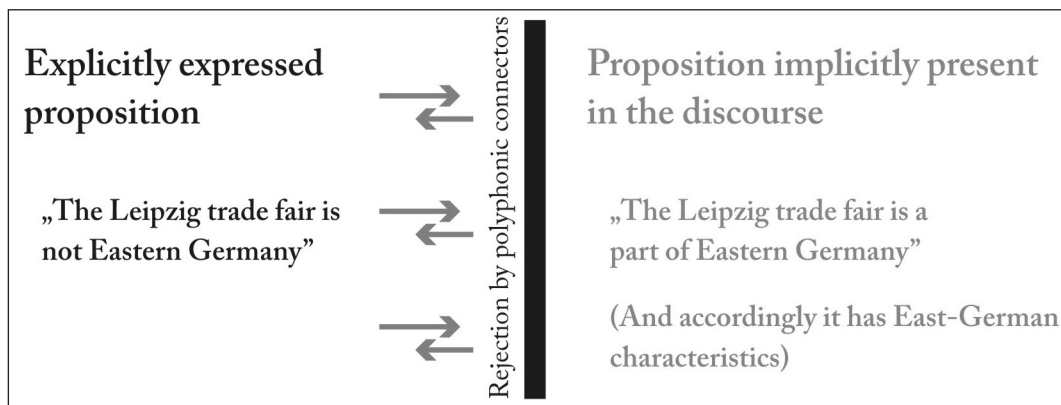 Explicitly expressed
proposition
„The Leipzig trade fair is
not Eastern Germany”
Rejection by polyphonic connectors
Proposition implicitly present
in the discourse
„The Leipzig trade fair is a
part of Eastern Germany”
(And accordingly it has East-German
characteristics)